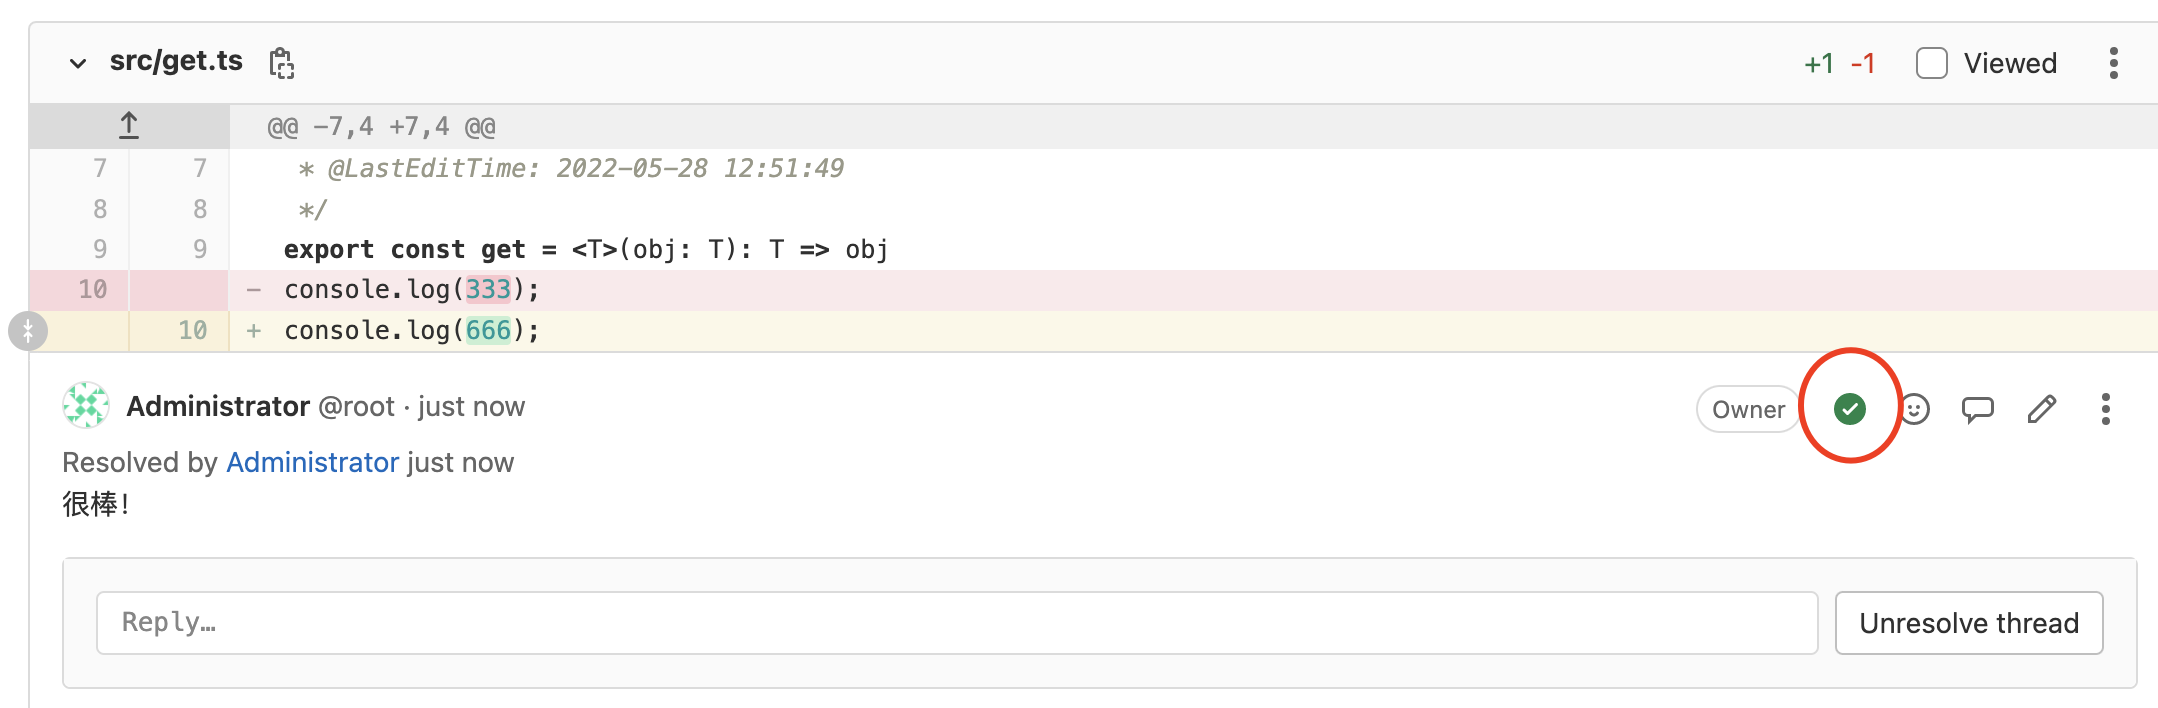 src/get.ts +1 -1 Viewed
@@ -7,4 +7,4 @@
7 7 * @LastEditTime: 2022-05-28 12:51:49
8 8 */
9 9 export const get = <T>(obj: T): T => obj
10 - console.log(333);
10 + console.log(666);
Administrator @root · just now Owner
Resolved by Administrator just now
很棒！
Reply… Unresolve thread